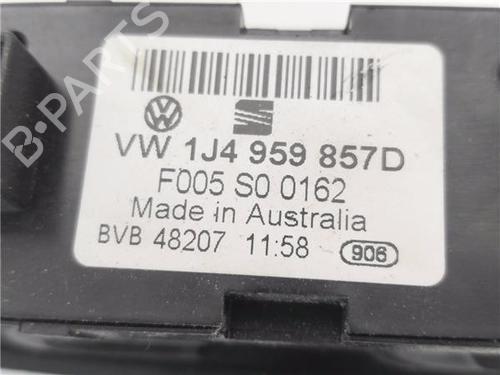 VW 1J4 959 857D
F005 S0 0162
Made in Australia
BVB 48207 11:58 906
B-PARTS